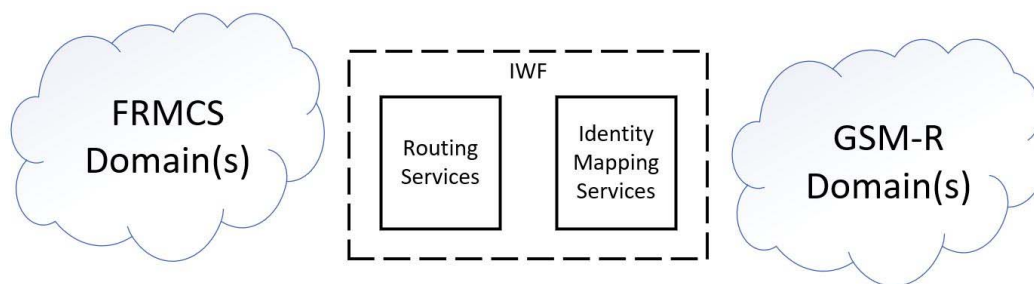 FRMCS
Domain(s)
IWF
Routing
Services
Identity
Mapping
Services
GSM-R
Domain(s)